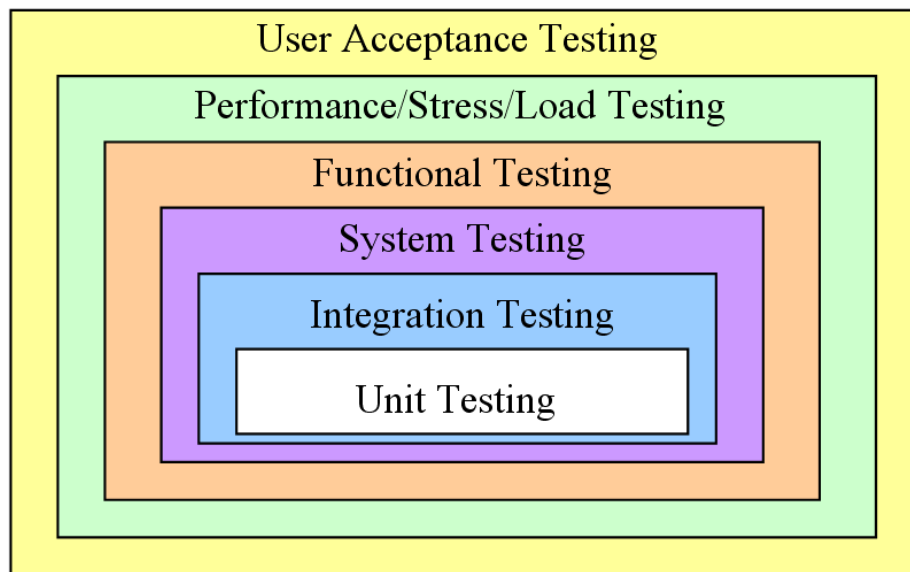 User Acceptance Testing
Performance/Stress/Load Testing
Functional Testing
System Testing
Integration Testing
Unit Testing